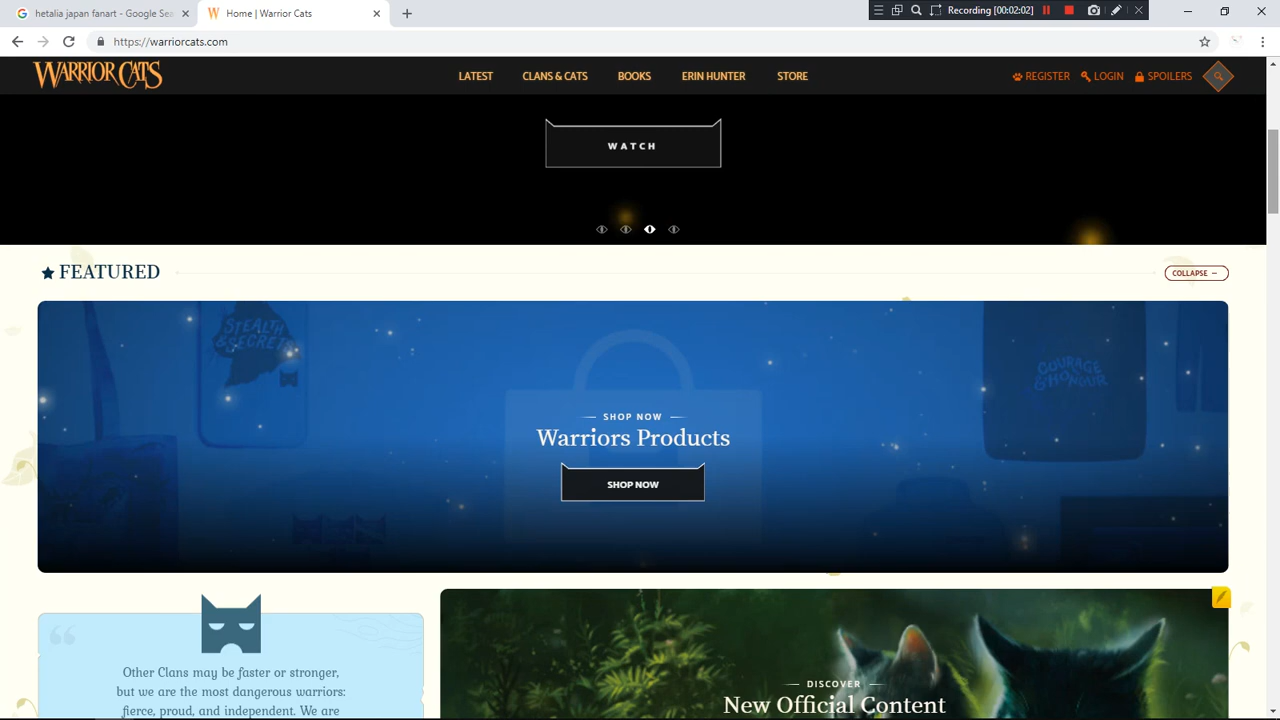 hetalia japan fanart - Google Sea
Home | Warrior Cats
Recording [00:02:02]
https://warriorcats.com
WARRIOR CATS
LATEST
CLANS & CATS
BOOKS
ERIN HUNTER
STORE
REGISTER
LOGIN
SPOILERS
WATCH
FEATURED
COLLAPSE
STEALTH
& SECRET
COURAGE
& HONOUR
SHOP NOW
Warriors Products
SHOP NOW
Other Clans may be faster or stronger,
but we are the most dangerous warriors:
fierce, proud, and independent. We are
DISCOVER
New Official Content